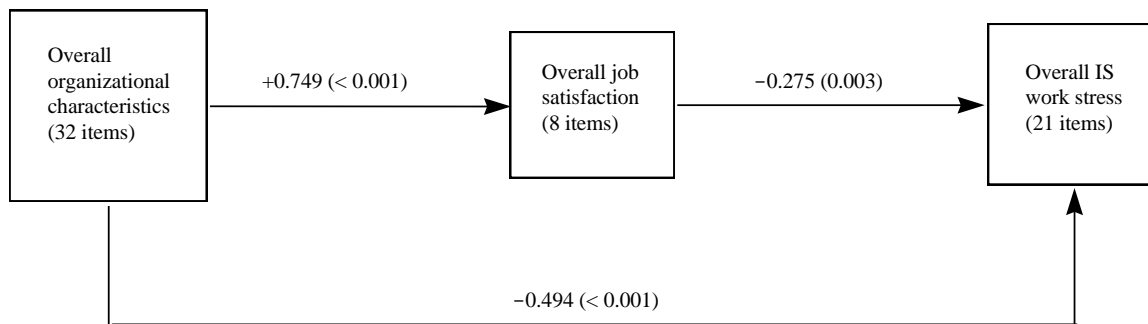 Overall
organizational
characteristics
(32 items)
+0.749 (< 0.001)
Overall job
satisfaction
(8 items)
−0.275 (0.003)
Overall IS
work stress
(21 items)
−0.494 (< 0.001)